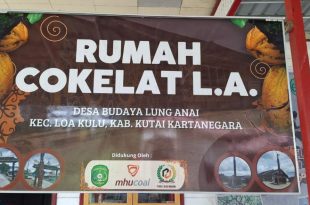 RUMAH
COKELAT L.A.
DESA BUDAYA LUNG ANAI
KEC. LOA KULU, KAB. KUTAI KARTANEGARA
Didukung Oleh :
mhucoal